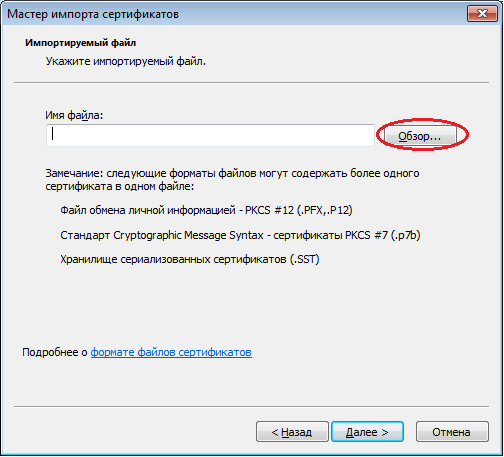 Мастер импорта сертификатов
Импортируемый файл
Укажите импортируемый файл.
Имя файла:
Обзор...
Замечание: следующие форматы файлов могут содержать более одного
сертификата в одном файле:
Файл обмена личной информацией - PKCS #12 (.PFX,.P12)
Стандарт Cryptographic Message Syntax - сертификаты PKCS #7 (.p7b)
Хранилище сериализованных сертификатов (.SST)
Подробнее о формате файлов сертификатов
< Назад
Далее >
Отмена